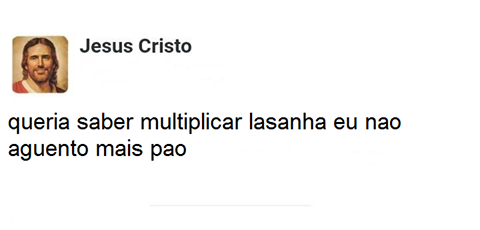 Jesus Cristo
queria saber multiplicar lasanha eu nao
aguento mais pao